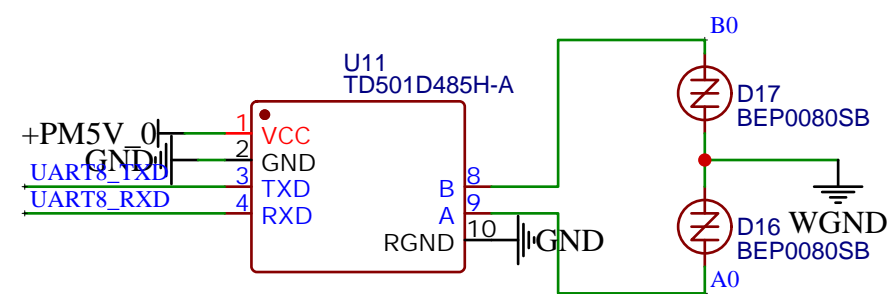 B0
U11
TD501D485H-A
D17
BEP0080SB
+PM5V_0
1
VCC
GND
2
GND
UART8_TXD
3
TXD
B
8
UART8_RXD
4
RXD
A
9
RGND
10
GND
WGND
D16
BEP0080SB
A0